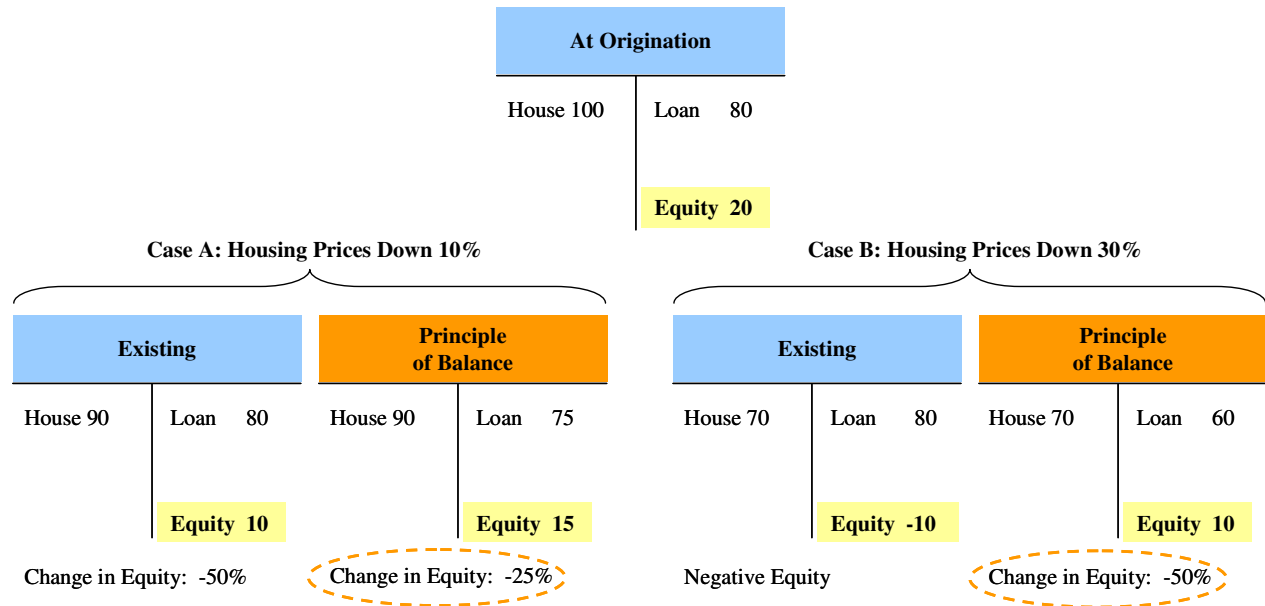 At Origination
House 100 Loan 80
Equity 20
Case A: Housing Prices Down 10%
Existing
Principle
of Balance
House 90 Loan 80
House 90 Loan 75
Equity 10
Equity 15
Change in Equity: -50%
Change in Equity: -25%
Case B: Housing Prices Down 30%
Existing
Principle
of Balance
House 70 Loan 80
House 70 Loan 60
Equity -10
Equity 10
Negative Equity
Change in Equity: -50%